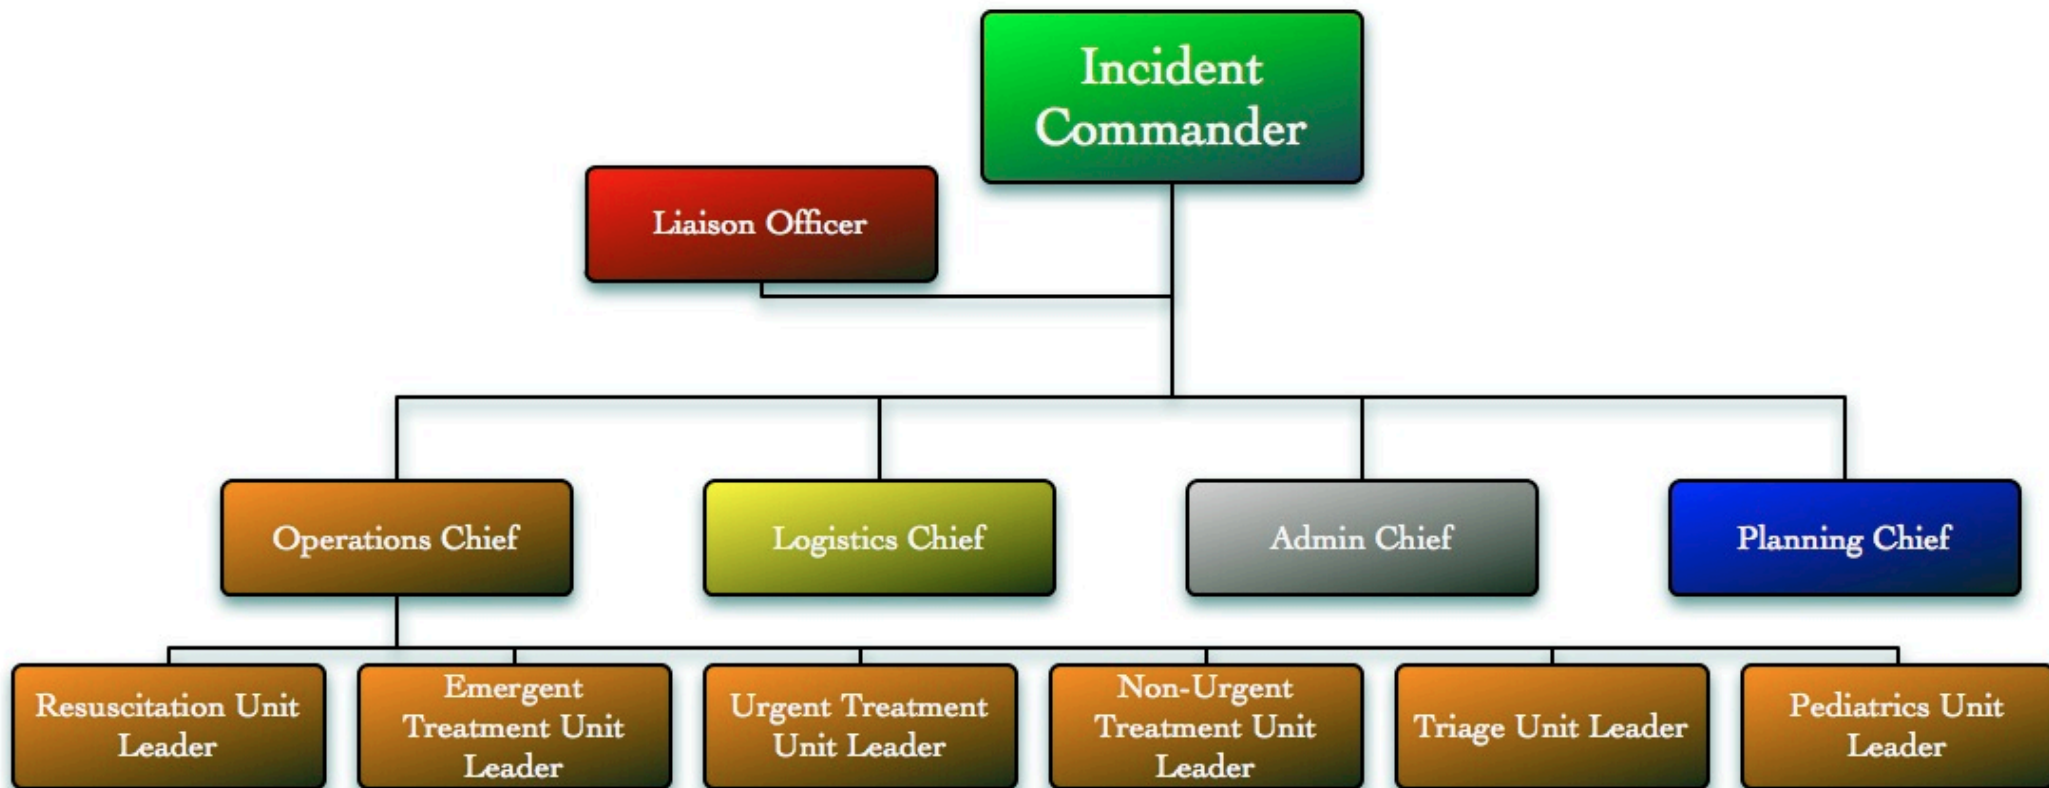 Incident
Commander
Liaison Officer
Operations Chief
Logistics Chief
Admin Chief
Planning Chief
Resuscitation Unit
Leader
Emergent
Treatment Unit
Leader
Urgent Treatment
Unit Leader
Non-Urgent
Treatment Unit
Leader
Triage Unit Leader
Pediatrics Unit
Leader